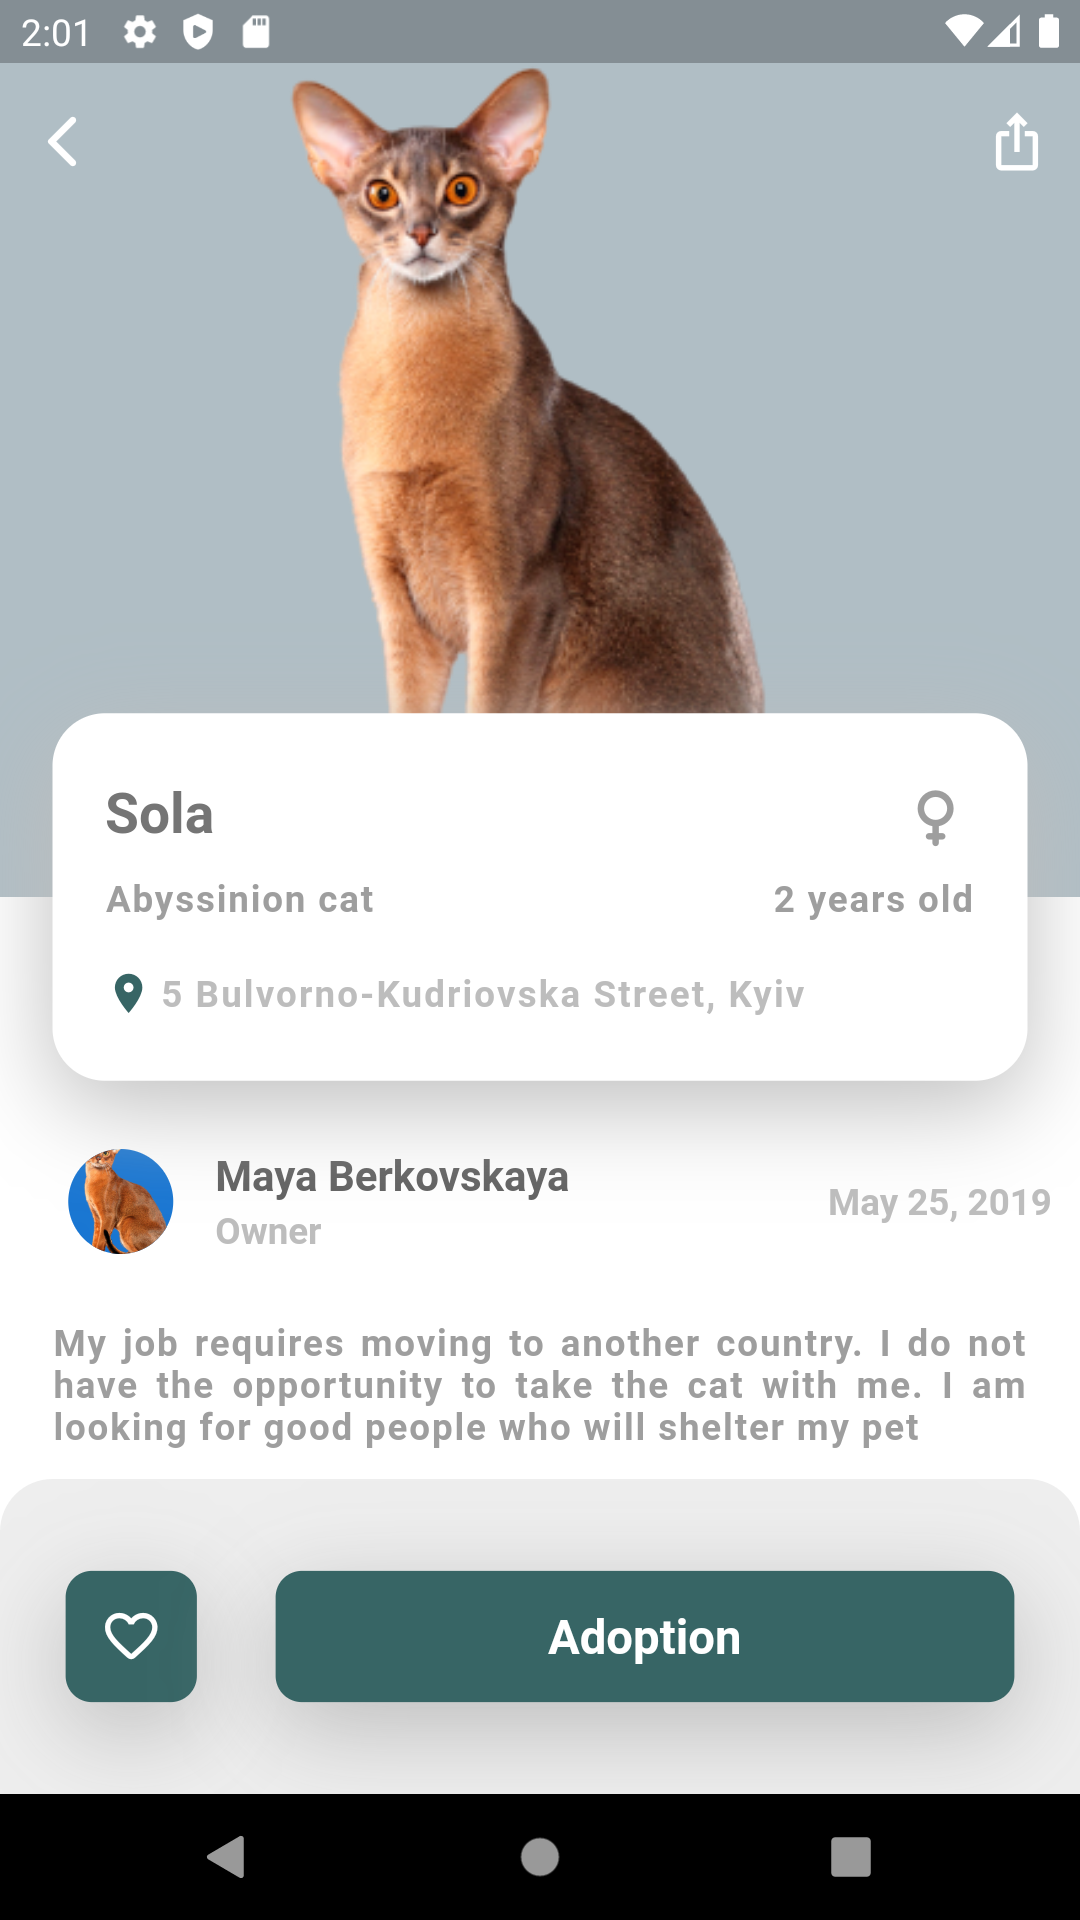 2:01
Sola
Abyssinion cat
2 years old
5 Bulvorno-Kudriovska Street, Kyiv
Maya Berkovskaya
Owner
May 25, 2019
My job requires moving to another country. I do not
have the opportunity to take the cat with me. I am
looking for good people who will shelter my pet
Adoption